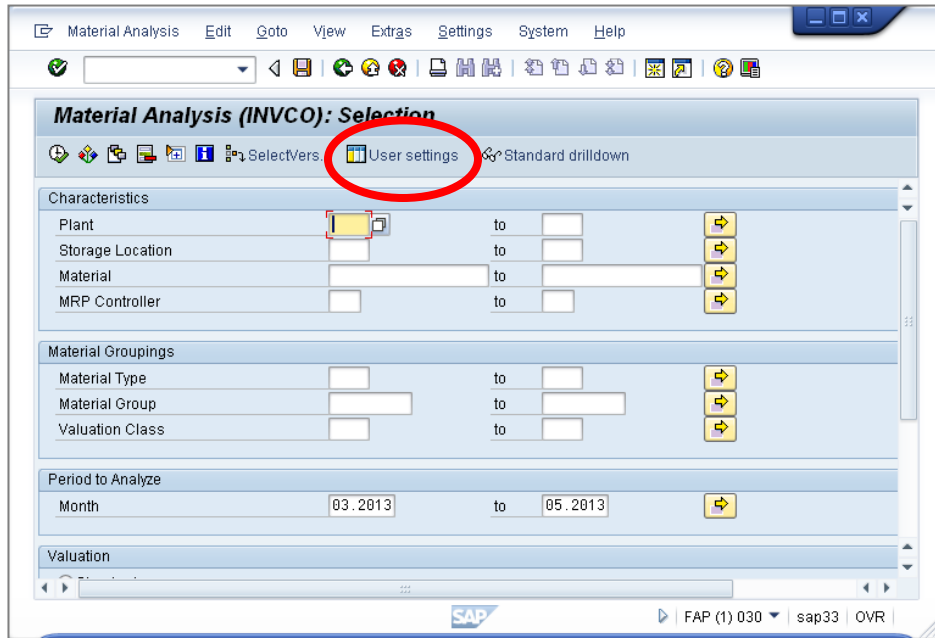 Material Analysis Edit Goto View Extras Settings System Help
Material Analysis (INVCO): Selection
SelectVers. User settings Standard drilldown
Characteristics
Plant to
Storage Location to
Material to
MRP Controller to
Material Groupings
Material Type to
Material Group to
Valuation Class to
Period to Analyze
Month 03.2013 to 05.2013
Valuation
SAP FAP (1) 030 sap33 OVR